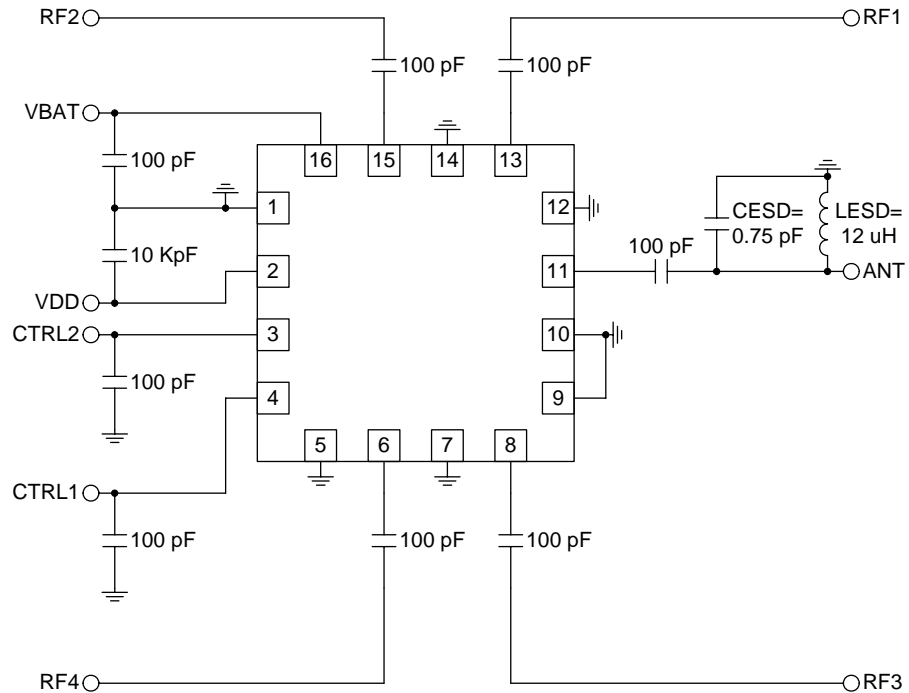 RF2
RF1
100 pF
100 pF
VBAT
16
15
14
13
100 pF
1
12
CESD=
0.75 pF
LESD=
12 uH
10 KpF
2
11
100 pF
ANT
VDD
CTRL2
3
10
100 pF
4
9
5
6
7
8
CTRL1
100 pF
100 pF
100 pF
RF4
RF3